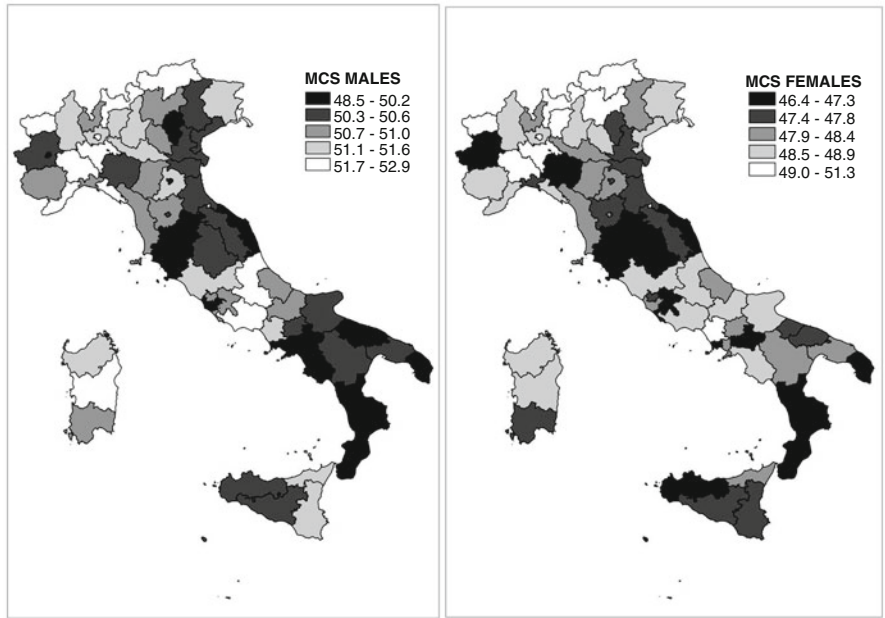 MCS MALES
48.5 - 50.2
50.3 - 50.6
50.7 - 51.0
51.1 - 51.6
51.7 - 52.9
MCS FEMALES
46.4 - 47.3
47.4 - 47.8
47.9 - 48.4
48.5 - 48.9
49.0 - 51.3